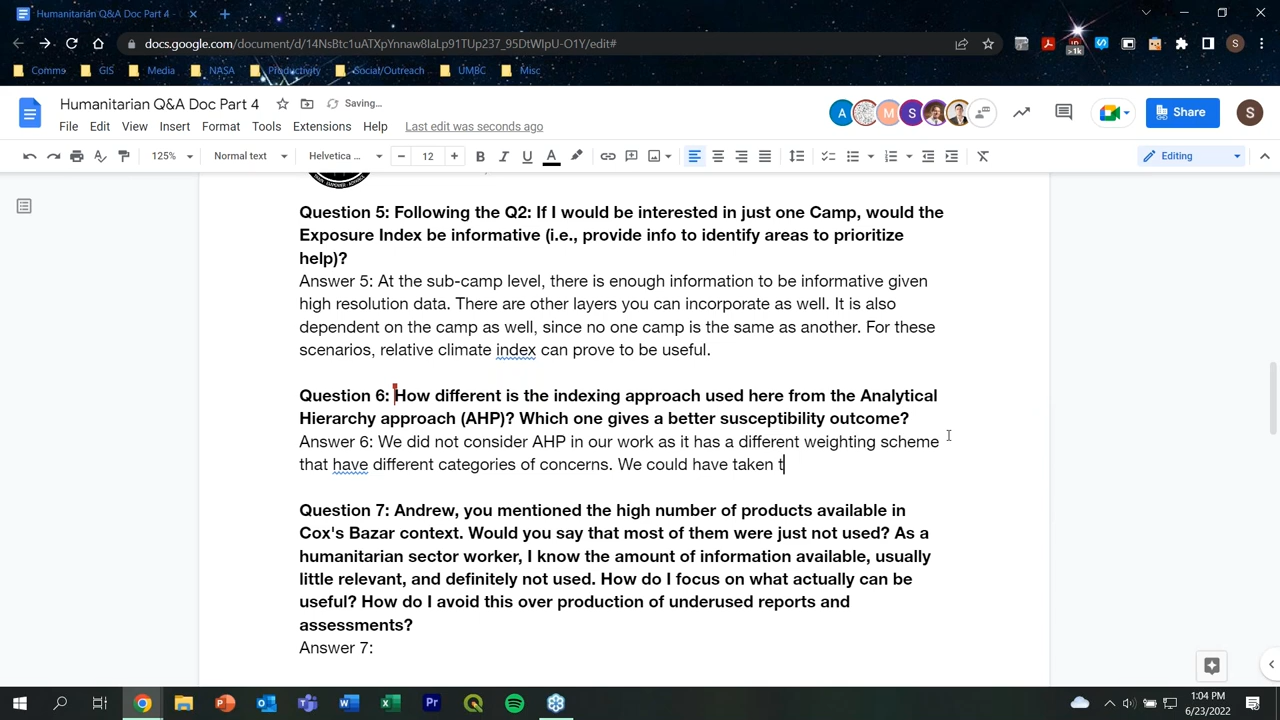 Humanitarian Q&A Doc Part 4
docs.google.com/document/d/14NsBtc1uATXpYnnaw8IaLp91TUp237_95DtWIpU-O1Y/edit#
>1k
S
Comms GIS Media NASA Productivity Social/Outreach UMBC Misc
Humanitarian Q&A Doc Part 4 Saving...
File Edit View Insert Format Tools Extensions Help Last edit was seconds ago
A M S Share S
125% Normal text Helvetica ... 12 B I U A Editing
Question 5: Following the Q2: If I would be interested in just one Camp, would the
Exposure Index be informative (i.e., provide info to identify areas to prioritize
help)?
Answer 5: At the sub-camp level, there is enough information to be informative given
high resolution data. There are other layers you can incorporate as well. It is also
dependent on the camp as well, since no one camp is the same as another. For these
scenarios, relative climate index can prove to be useful.
Question 6: How different is the indexing approach used here from the Analytical
Hierarchy approach (AHP)? Which one gives a better susceptibility outcome?
Answer 6: We did not consider AHP in our work as it has a different weighting scheme
that have different categories of concerns. We could have taken t
Question 7: Andrew, you mentioned the high number of products available in
Cox's Bazar context. Would you say that most of them were just not used? As a
humanitarian sector worker, I know the amount of information available, usually
little relevant, and definitely not used. How do I focus on what actually can be
useful? How do I avoid this over production of underused reports and
assessments?
Answer 7:
1:04 PM
6/23/2022